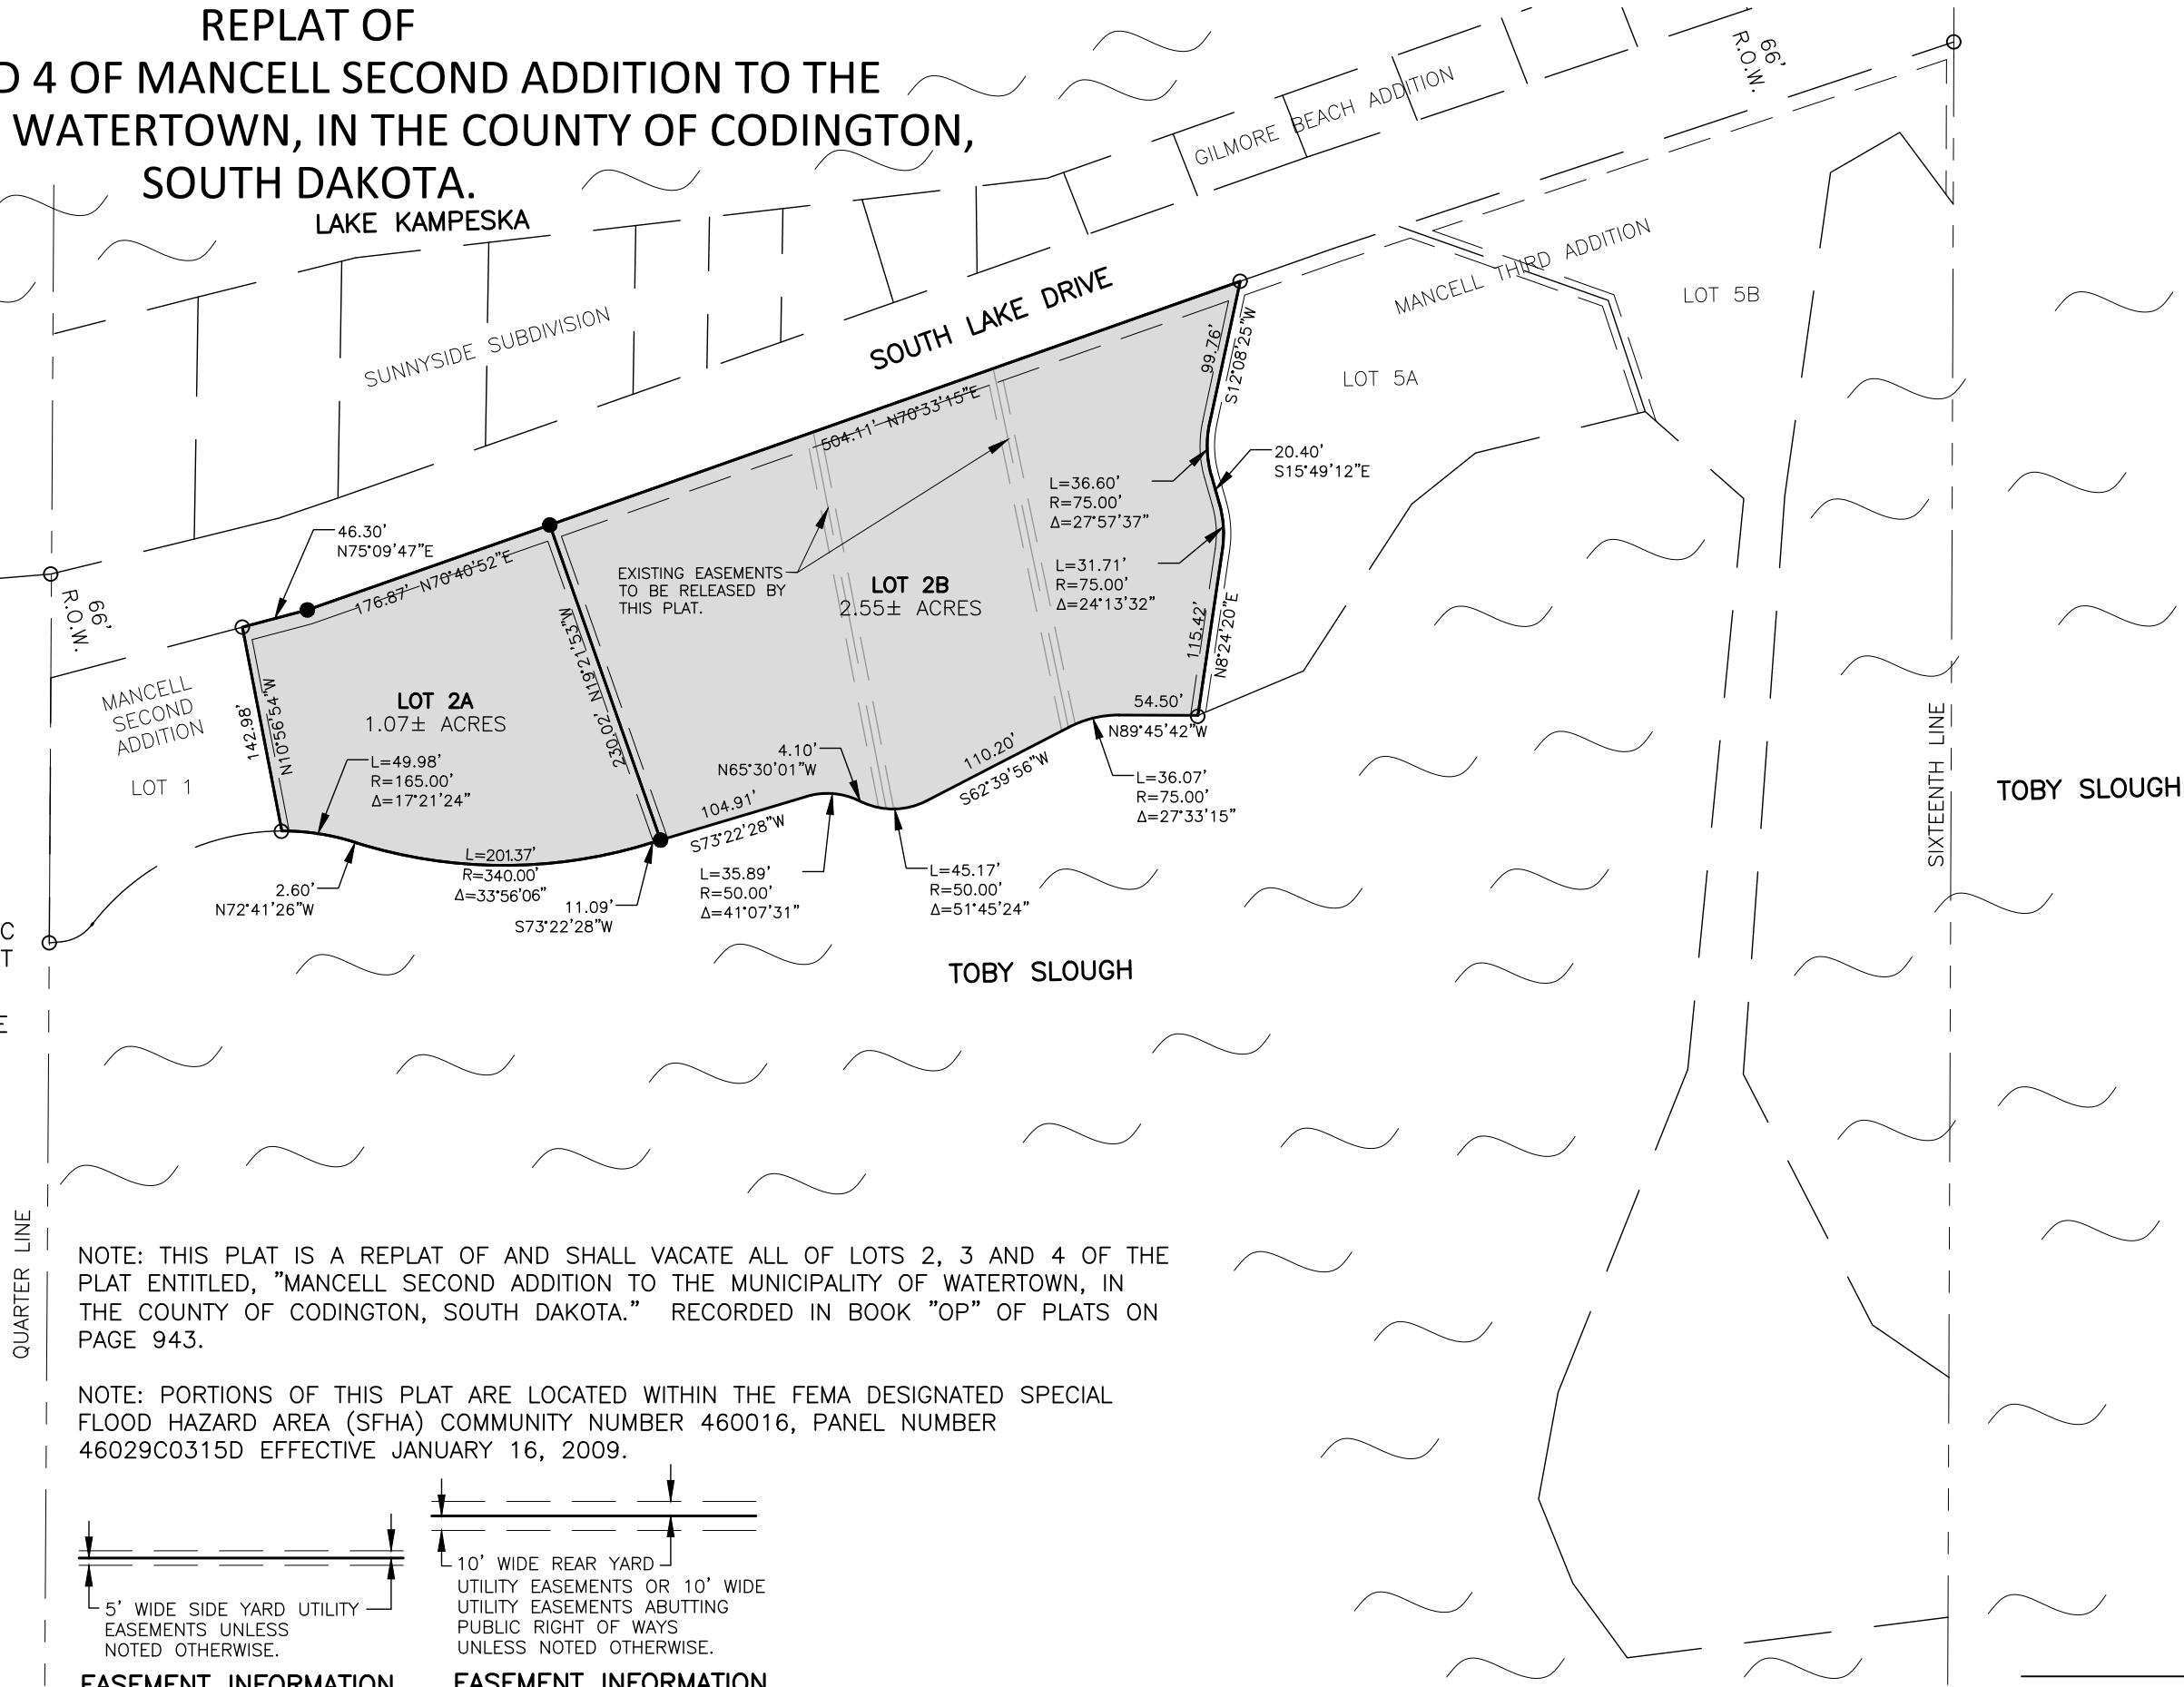 REPLAT OF
D 4 OF MANCELL SECOND ADDITION TO THE
WATERTOWN, IN THE COUNTY OF CODINGTON,
SOUTH DAKOTA.
LAKE KAMPESKA
GILMORE BEACH ADDITION
66'
R.O.W.
SUNNYSIDE SUBDIVISION
SOUTH LAKE DRIVE
MANCELL THIRD ADDITION
LOT 5B
LOT 5A
99.76'
S12°08'25"W
504.11' N70°33'15"E
20.40'
S15°49'12"E
L=36.60'
R=75.00'
Δ=27°57'37"
L=31.71'
R=75.00'
Δ=24°13'32"
115.42'
N8°24'20"E
46.30'
N75°09'47"E
176.87' N70°40'52"E
66'
R.O.W.
EXISTING EASEMENTS
TO BE RELEASED BY
THIS PLAT.
LOT 2B
2.55± ACRES
230.02' N19°21'53"W
MANCELL
SECOND
ADDITION
LOT 1
142.98'
N10°56'54"W
LOT 2A
1.07± ACRES
L=49.98'
R=165.00'
Δ=17°21'24"
54.50'
N89°45'42"W
4.10'
N65°30'01"W
110.20'
S62°39'56"W
104.91'
S73°22'28"W
L=36.07'
R=75.00'
Δ=27°33'15"
L=201.37'
R=340.00'
Δ=33°56'06"
2.60'
N72°41'26"W
11.09'
S73°22'28"W
L=35.89'
R=50.00'
Δ=41°07'31"
L=45.17'
R=50.00'
Δ=51°45'24"
SIXTEENTH LINE
TOBY SLOUGH
TOBY SLOUGH
C
T
E
QUARTER LINE
NOTE: THIS PLAT IS A REPLAT OF AND SHALL VACATE ALL OF LOTS 2, 3 AND 4 OF THE
PLAT ENTITLED, "MANCELL SECOND ADDITION TO THE MUNICIPALITY OF WATERTOWN, IN
THE COUNTY OF CODINGTON, SOUTH DAKOTA." RECORDED IN BOOK "OP" OF PLATS ON
PAGE 943.
NOTE: PORTIONS OF THIS PLAT ARE LOCATED WITHIN THE FEMA DESIGNATED SPECIAL
FLOOD HAZARD AREA (SFHA) COMMUNITY NUMBER 460016, PANEL NUMBER
46029C0315D EFFECTIVE JANUARY 16, 2009.
5' WIDE SIDE YARD UTILITY
EASEMENTS UNLESS
NOTED OTHERWISE.
EASEMENT INFORMATION
10' WIDE REAR YARD
UTILITY EASEMENTS OR 10' WIDE
UTILITY EASEMENTS ABUTTING
PUBLIC RIGHT OF WAYS
UNLESS NOTED OTHERWISE.
EASEMENT INFORMATION